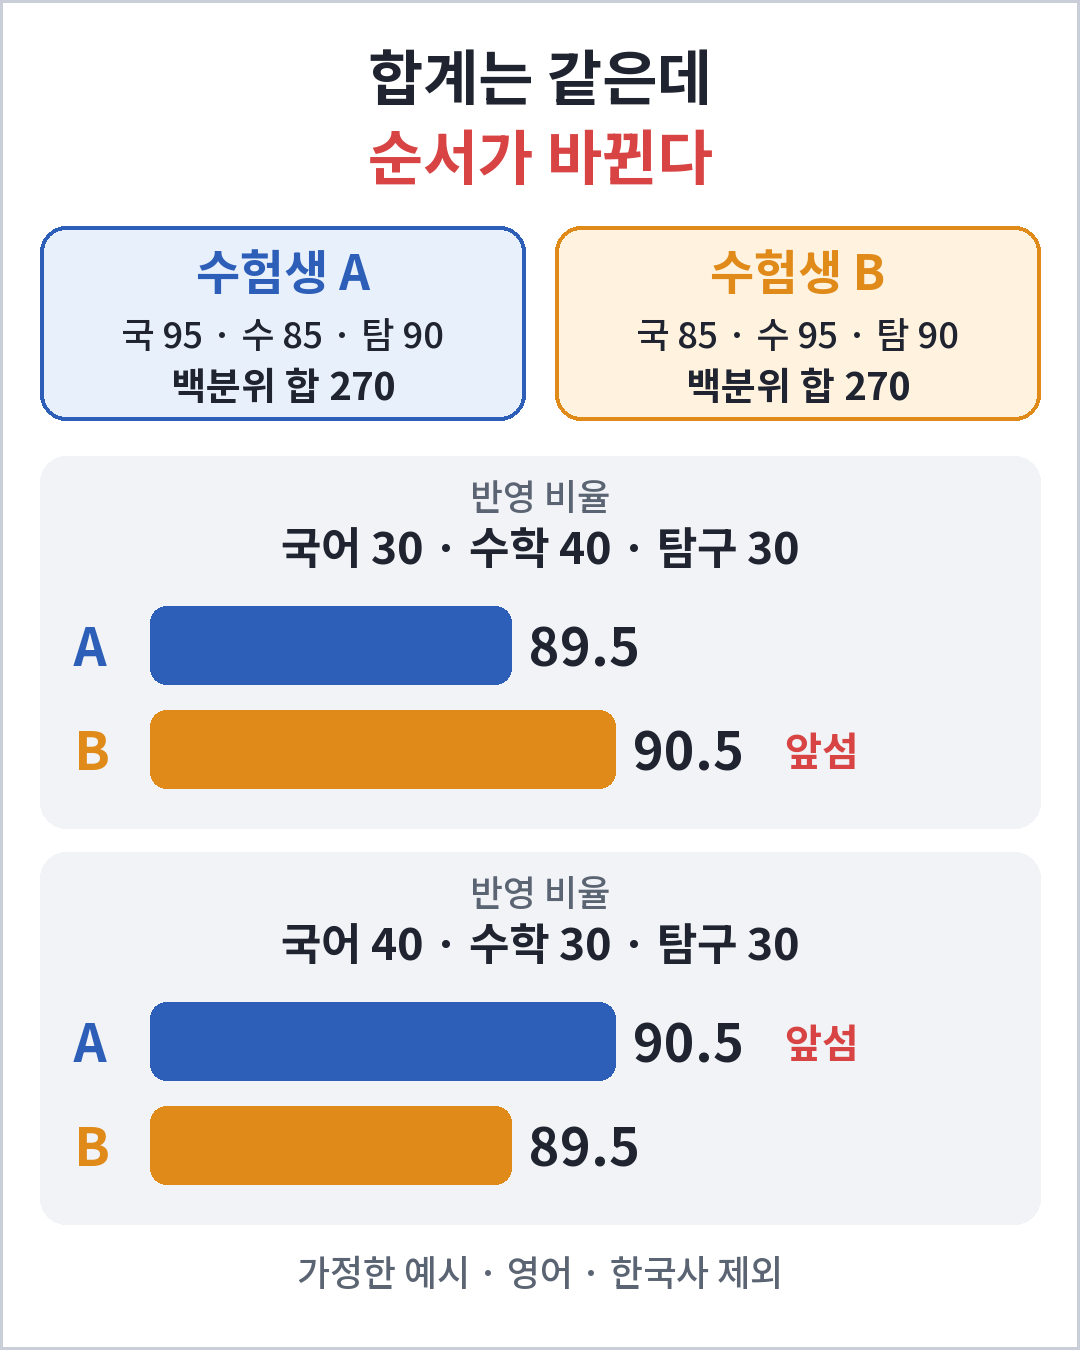 합계는 같은데
순서가 바뀐다
수험생 A
국 95 · 수 85 · 탐 90
백분위 합 270
수험생 B
국 85 · 수 95 · 탐 90
백분위 합 270
반영 비율
국어 30 · 수학 40 · 탐구 30
A 89.5
B 90.5 앞섬
반영 비율
국어 40 · 수학 30 · 탐구 30
A 90.5 앞섬
B 89.5
가정한 예시 · 영어 · 한국사 제외